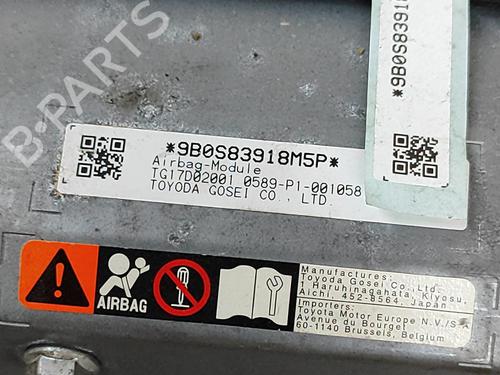 B-Parts
*9B0S83918M5P*
*9B0S83918M5P*
Airbag-Module
TG17D02001 0589-P1-001058
TOYODA GOSEI CO., LTD.
AIRBAG
Manufactures:
Toyoda Gosei Co.,Ltd.
1 Haruhinagahata, Kiyosu,
Aichi, 452-8564, Japan
Importers:
Toyota Motor Europe N.V./S
Avenue du Bourget
60-1140 Brussels, Belgium